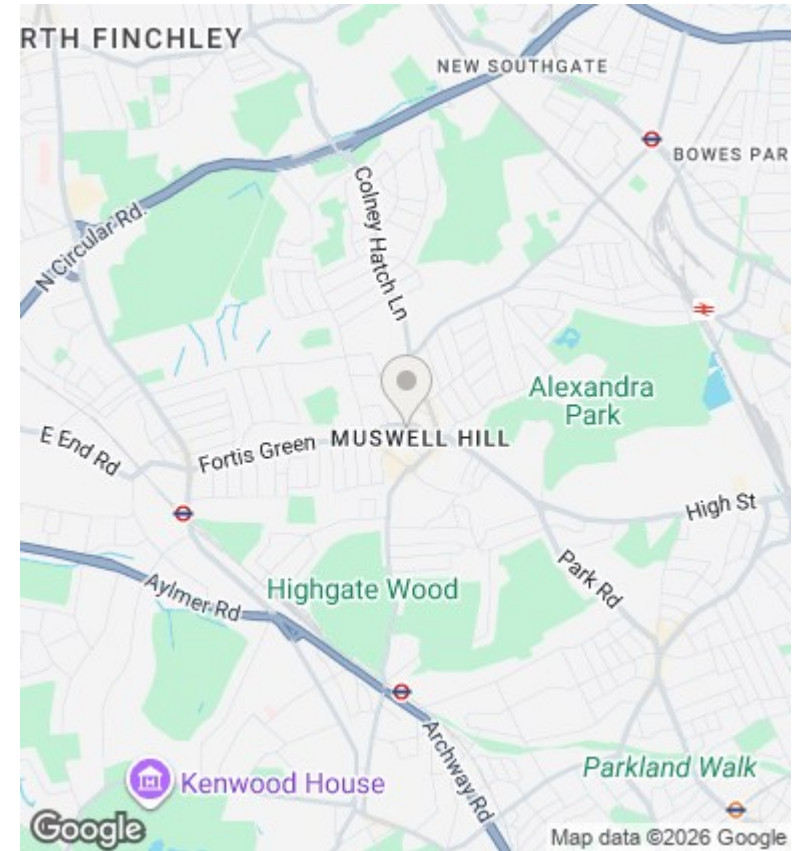 RTH FINCHLEY
NEW SOUTHGATE
BOWES PAR
Colney Hatch Ln
N Circular Rd.
Alexandra
Park
E End Rd
Fortis Green
MUSWELL HILL
High St
Park Rd
Highgate Wood
Aylmer Rd
Archway Rd
Parkland Walk
Kenwood House
Google
Map data ©2026 Google